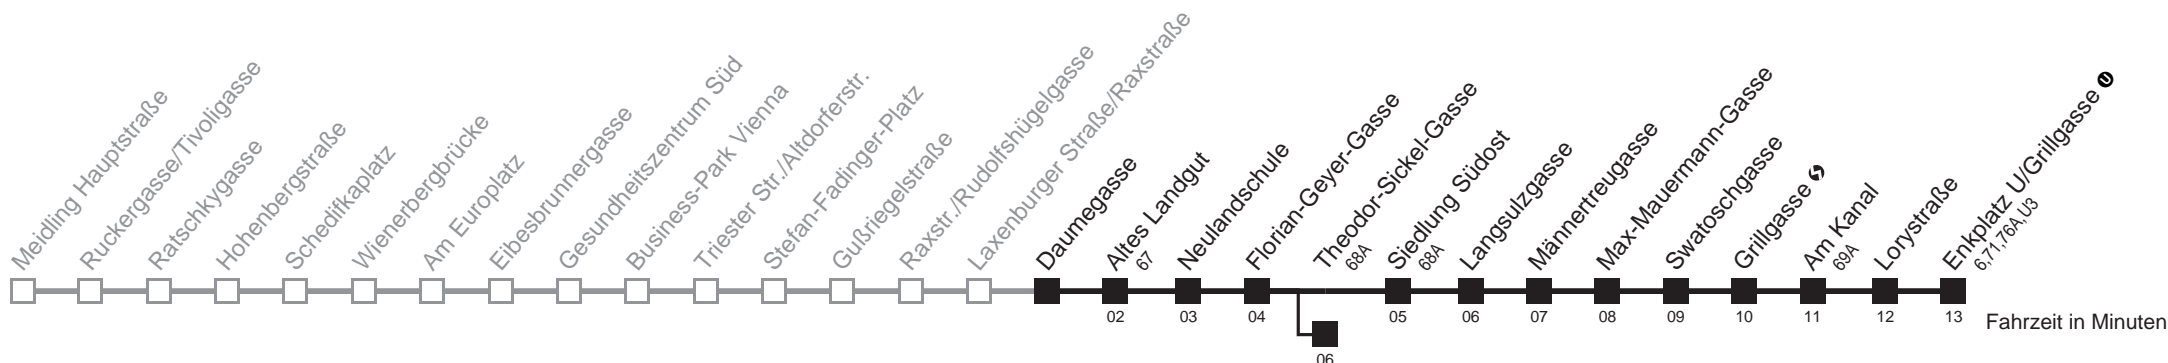 Meidling Hauptstraße
Ruckergasse/Tivoligasse
Ratschkygasse
Hohenbergstraße
Schedifkaplatz
Wienerbergbrücke
Am Europlatz
Eibesbrunnergasse
Gesundheitszentrum Süd
Business-Park Vienna
Triester Str./Altdorferstr.
Stefan-Fadinger-Platz
Gußriegelstraße
Raxstr./Rudolfshügelgasse
Laxenburger Straße/Raxstraße
Daumegasse
Altes Landgut
67
Neulandschule
Florian-Geyer-Gasse
Theodor-Sickel-Gasse
68A
Siedlung Südost
68A
Langsulzgasse
Männertreugasse
Max-Mauermann-Gasse
Swatoschgasse
Grillgasse
Am Kanal
69A
Lorystraße
Enkplatz U/Grillgasse U
6,71,76A,U3
02 03 04 05 06 07 08 09 10 11 12 13
Fahrzeit in Minuten
06